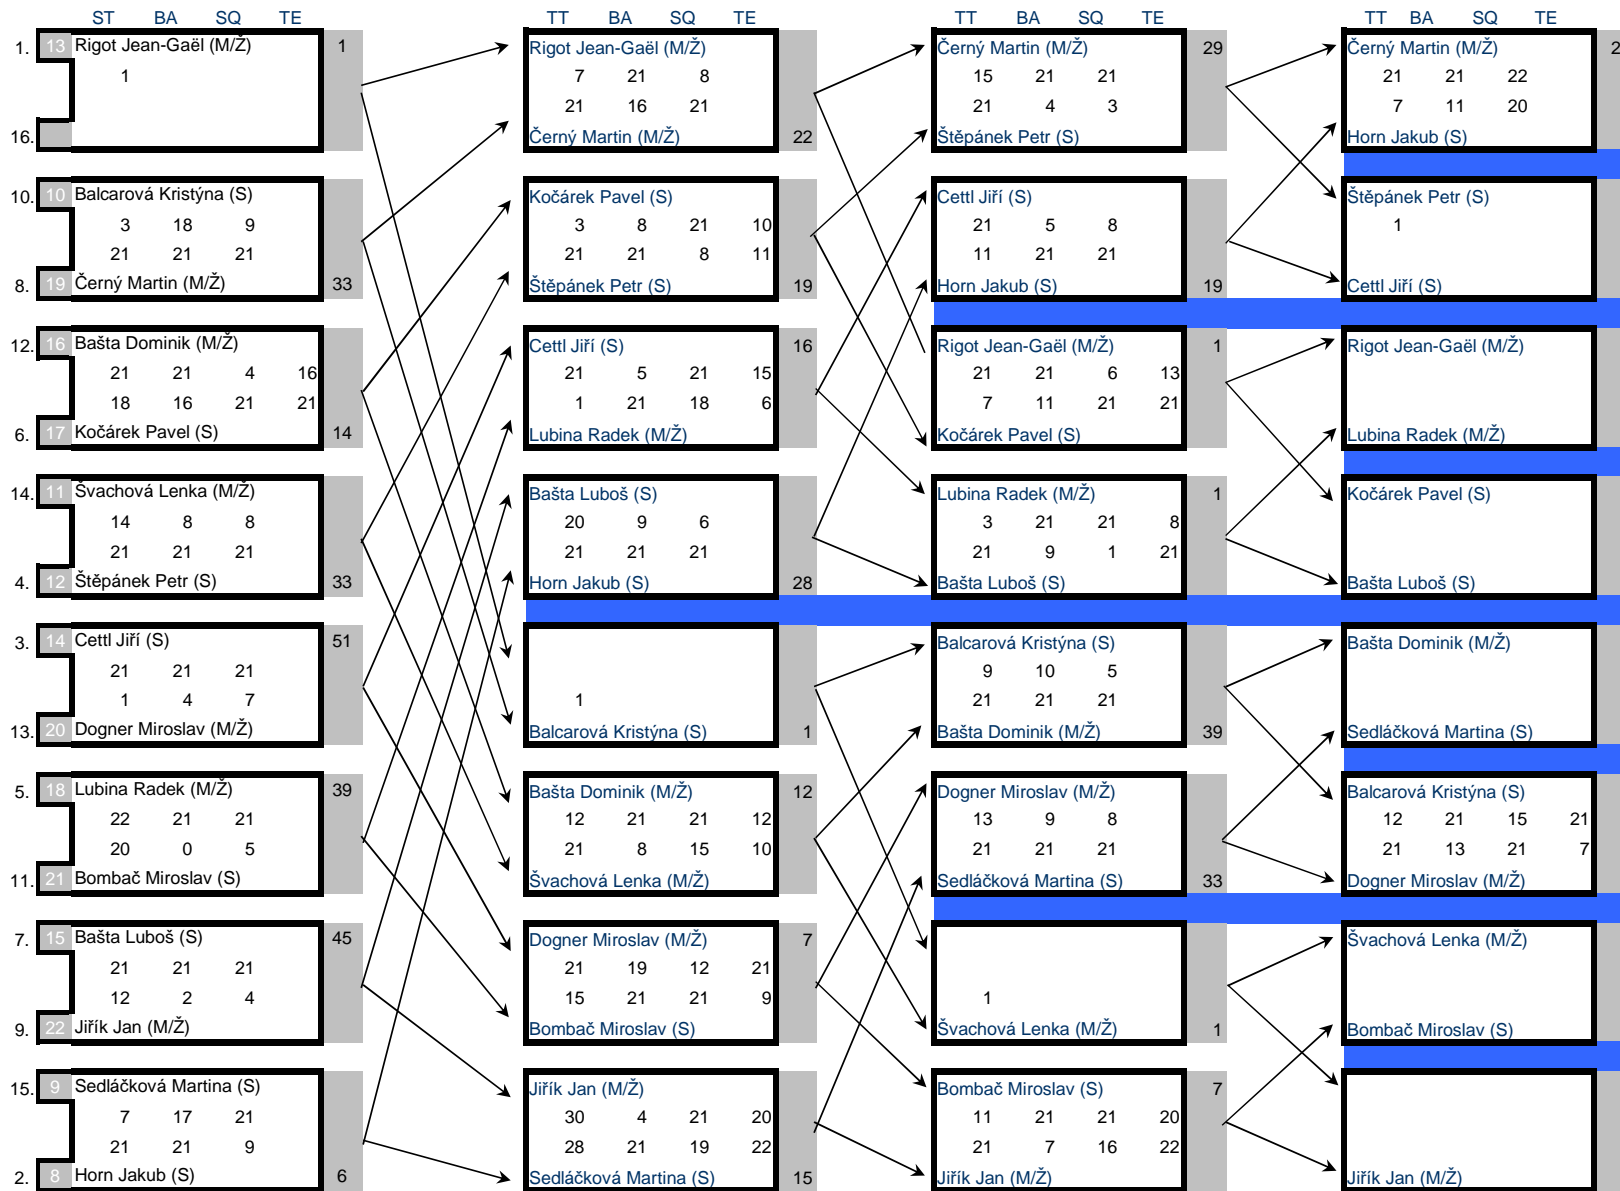 ST BA SQ TE
1. 13 Rigot Jean-Gaël (M/Ž) 1
1
16.
10. 10 Balcarová Kristýna (S)
3 18 9
21 21 21
8. 19 Černý Martin (M/Ž) 33
12. 16 Bašta Dominik (M/Ž)
21 21 4 16
18 16 21 21
6. 17 Kočárek Pavel (S) 14
14. 11 Švachová Lenka (M/Ž)
14 8 8
21 21 21
4. 12 Štěpánek Petr (S) 33
3. 14 Cettl Jiří (S) 51
21 21 21
1 4 7
13. 20 Dogner Miroslav (M/Ž)
5. 18 Lubina Radek (M/Ž) 39
22 21 21
20 0 5
11. 21 Bombač Miroslav (S)
7. 15 Bašta Luboš (S) 45
21 21 21
12 2 4
9. 22 Jiřík Jan (M/Ž)
15. 9 Sedláčková Martina (S)
7 17 21
21 21 9
2. 8 Horn Jakub (S) 6
TT BA SQ TE
Rigot Jean-Gaël (M/Ž)
7 21 8
21 16 21
Černý Martin (M/Ž) 22
Kočárek Pavel (S)
3 8 21 10
21 21 8 11
Štěpánek Petr (S) 19
Cettl Jiří (S) 16
21 5 21 15
1 21 18 6
Lubina Radek (M/Ž)
Bašta Luboš (S)
20 9 6
21 21 21
Horn Jakub (S) 28
1
Balcarová Kristýna (S) 1
Bašta Dominik (M/Ž) 12
12 21 21 12
21 8 15 10
Švachová Lenka (M/Ž)
Dogner Miroslav (M/Ž) 7
21 19 12 21
15 21 21 9
Bombač Miroslav (S)
Jiřík Jan (M/Ž)
30 4 21 20
28 21 19 22
Sedláčková Martina (S) 15
TT BA SQ TE
Černý Martin (M/Ž) 29
15 21 21
21 4 3
Štěpánek Petr (S)
Cettl Jiří (S)
21 5 8
11 21 21
Horn Jakub (S) 19
Rigot Jean-Gaël (M/Ž) 1
21 21 6 13
7 11 21 21
Kočárek Pavel (S)
Lubina Radek (M/Ž) 1
3 21 21 8
21 9 1 21
Bašta Luboš (S)
Balcarová Kristýna (S)
9 10 5
21 21 21
Bašta Dominik (M/Ž) 39
Dogner Miroslav (M/Ž)
13 9 8
21 21 21
Sedláčková Martina (S) 33
1
Švachová Lenka (M/Ž) 1
Bombač Miroslav (S) 7
11 21 21 20
21 7 16 22
Jiřík Jan (M/Ž)
TT BA SQ TE
Černý Martin (M/Ž) 2
21 21 22
7 11 20
Horn Jakub (S)
Štěpánek Petr (S)
1
Cettl Jiří (S)
Rigot Jean-Gaël (M/Ž)
Lubina Radek (M/Ž)
Kočárek Pavel (S)
Bašta Luboš (S)
Bašta Dominik (M/Ž)
Sedláčková Martina (S)
Balcarová Kristýna (S)
12 21 15 21
21 13 21 7
Dogner Miroslav (M/Ž)
Švachová Lenka (M/Ž)
Bombač Miroslav (S)
Jiřík Jan (M/Ž)